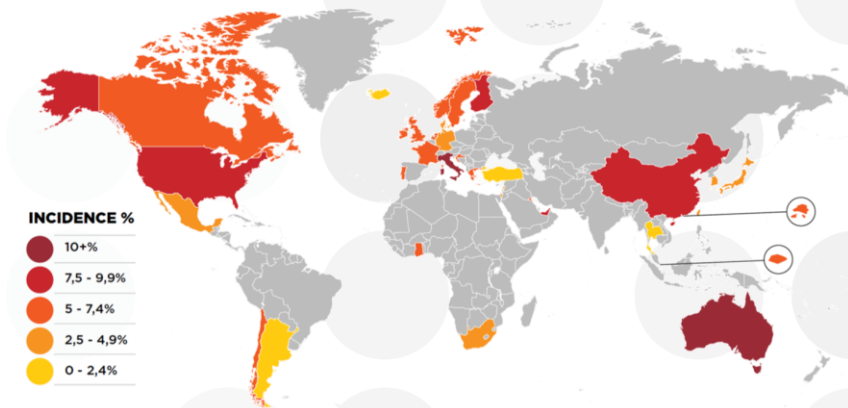 INCIDENCE %
10+%
7,5 - 9,9%
5 - 7,4%
2,5 - 4,9%
0 - 2,4%